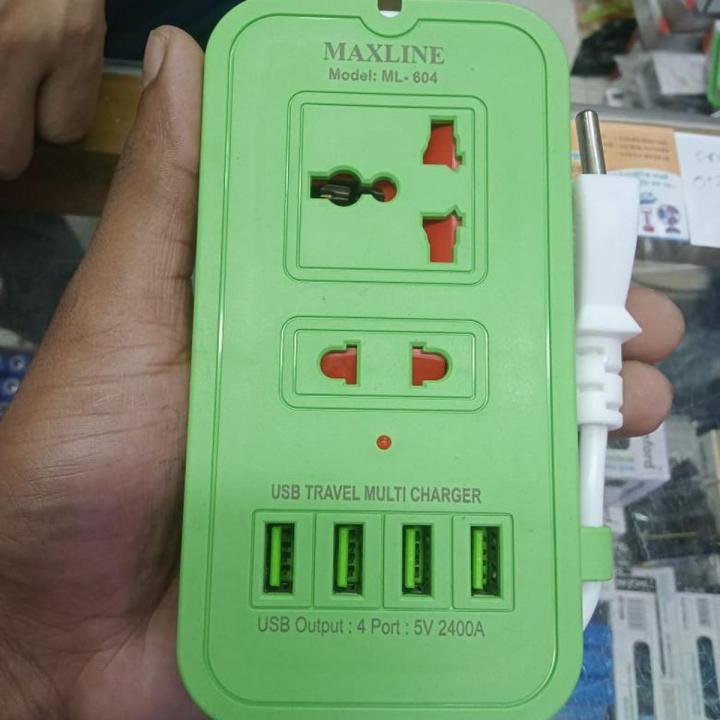 MAXLINE
Model: ML- 604
USB TRAVEL MULTI CHARGER
USB Output : 4 Port : 5V 2400A